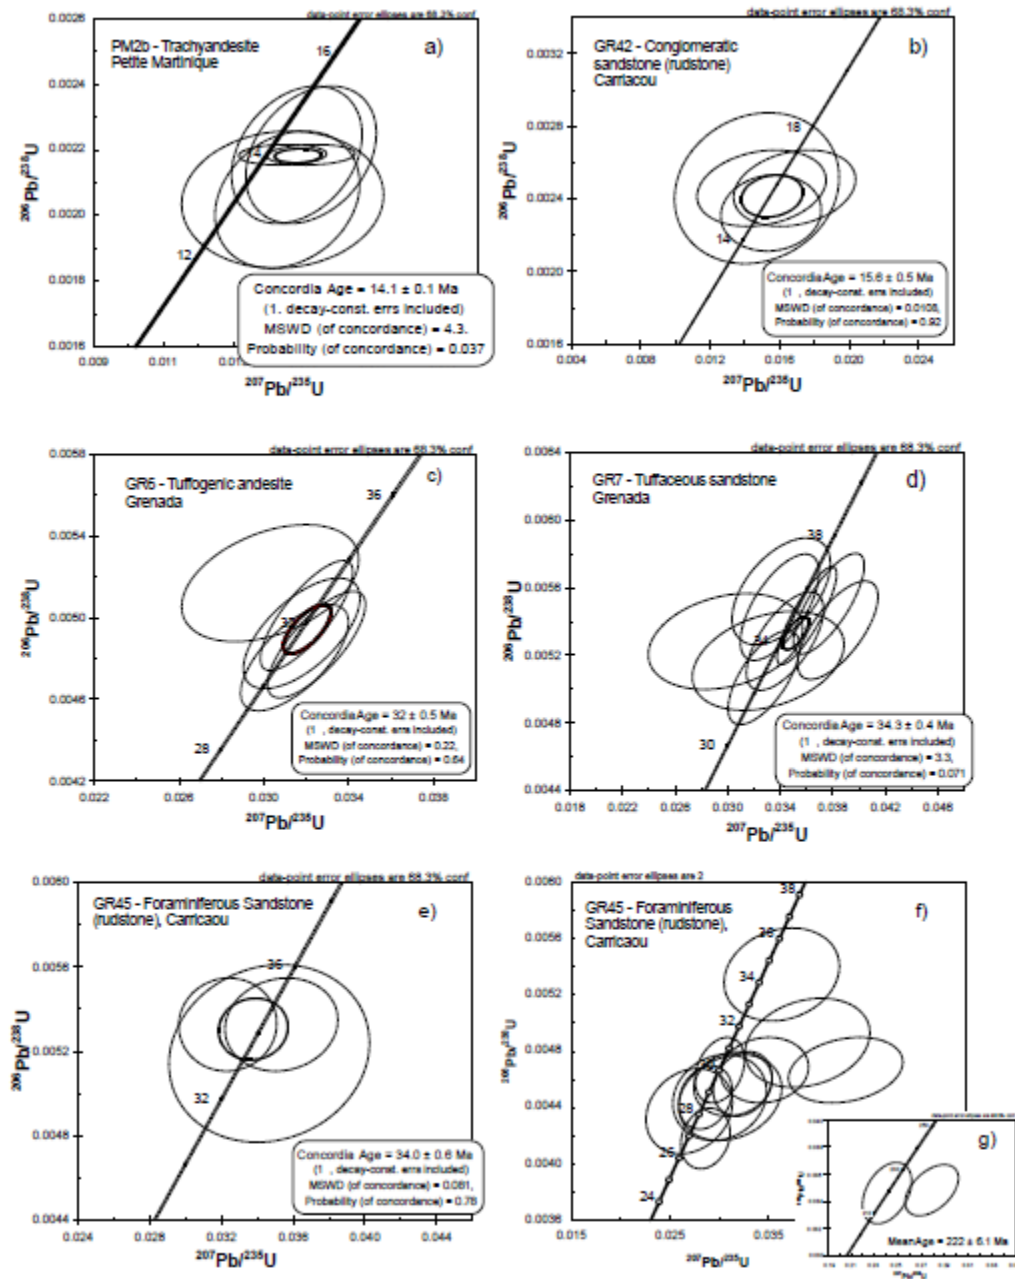 data-point error ellipses are 68.3% conf
PM2b - Trachyandesite
Petite Martinique
a)
0.0026
0.0024
0.0022
0.0020
0.0018
0.0016
206Pb/238U
16
12
Concordia Age = 14.1 ± 0.1 Ma
(1. decay-const. errs included)
MSWD (of concordance) = 4.3.
Probability (of concordance) = 0.037
0.009 0.011
207Pb/235U
data-point error ellipses are 68.3% conf
GR42 - Conglomeratic
sandstone (rudstone)
Carriacou
b)
0.0032
0.0028
0.0024
0.0020
0.0016
206Pb/238U
18
14
Concordia Age = 15.6 ± 0.5 Ma
(1 , decay-const. errs included)
MSWD (of concordance) = 0.0108,
Probability (of concordance) = 0.92
0.004 0.008 0.012 0.016 0.020 0.024
207Pb/235U
data-point error ellipses are 68.3% conf
GR6 - Tuffogenic andesite
Grenada
c)
0.0058
0.0054
0.0050
0.0046
0.0042
206Pb/238U
36
28
Concordia Age = 32 ± 0.5 Ma
(1 , decay-const. errs included)
MSWD (of concordance) = 0.22,
Probability (of concordance) = 0.64
0.022 0.026 0.030 0.034 0.038
207Pb/235U
data-point error ellipses are 68.3% conf
GR7 - Tuffaceous sandstone
Grenada
d)
0.0064
0.0060
0.0056
0.0052
0.0048
0.0044
206Pb/238U
38
34
30
Concordia Age = 34.3 ± 0.4 Ma
(1 , decay-const. errs included)
MSWD (of concordance) = 3.3,
Probability (of concordance) = 0.071
0.018 0.022 0.026 0.030 0.034 0.038 0.042 0.046
207Pb/235U
data-point error ellipses are 68.3% conf
GR45 - Foraminiferous Sandstone
(rudstone), Carricaou
e)
0.0060
0.0056
0.0052
0.0048
0.0044
206Pb/238U
36
32
Concordia Age = 34.0 ± 0.6 Ma
(1 , decay-const. errs included)
MSWD (of concordance) = 0.081,
Probability (of concordance) = 0.78
0.024 0.028 0.032 0.036 0.040 0.044
207Pb/235U
data-point error ellipses are 2
GR45 - Foraminiferous
Sandstone (rudstone),
Carricaou
f)
0.0060
0.0056
0.0052
0.0048
0.0044
0.0040
0.0036
206Pb/238U
38
36
34
32
28
26
24
0.015 0.025 0.035
207Pb/235U
g)
Mean Age = 222 ± 6.1 Ma